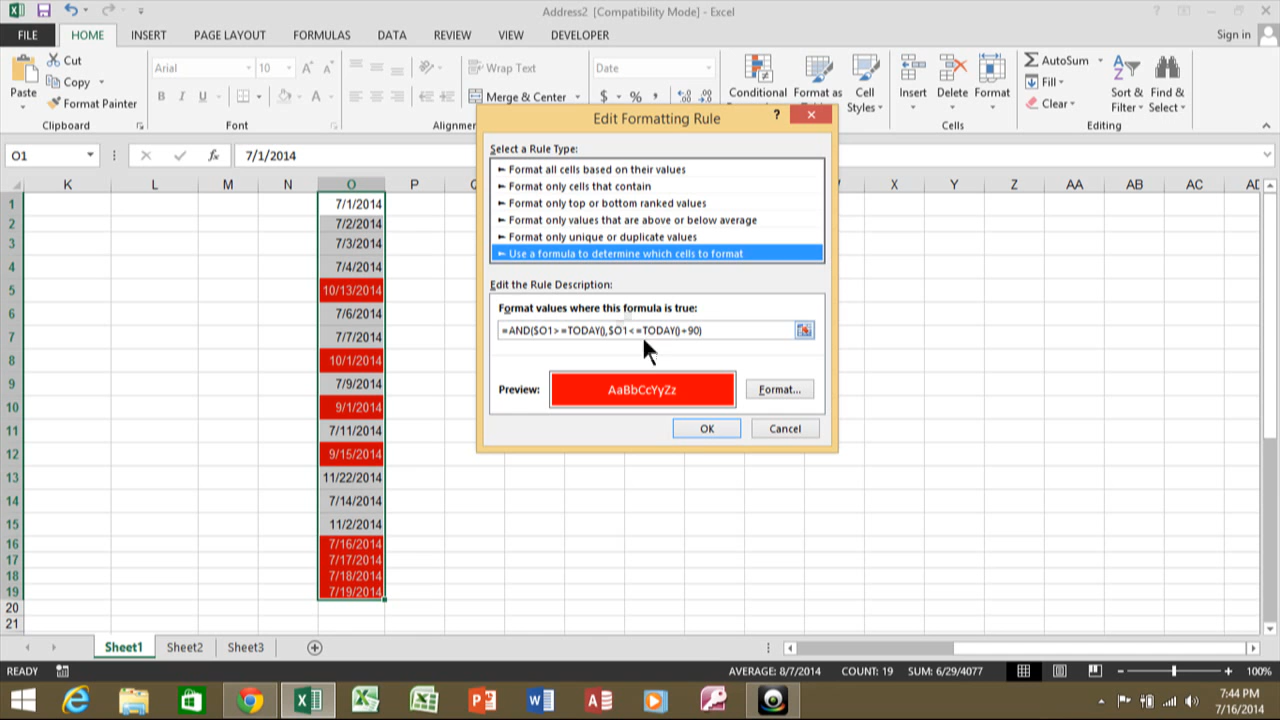 Address2 [Compatibility Mode] - Excel
FILE HOME INSERT PAGE LAYOUT FORMULAS DATA REVIEW VIEW DEVELOPER Sign in
Paste
Cut
Copy
Format Painter
Clipboard
Arial 10
B I U
Font
Wrap Text
Merge & Center
Date
$ % ,
Conditional
Format as
Cell
Styles
Insert
Delete
Format
Cells
AutoSum
Fill
Clear
Sort &
Filter
Find &
Select
Editing
O1 fx 7/1/2014
K L M N O P X Y Z AA AB AC
1 7/1/2014
2 7/2/2014
3 7/3/2014
4 7/4/2014
5 10/13/2014
6 7/6/2014
7 7/7/2014
8 10/1/2014
9 7/9/2014
10 9/1/2014
11 7/11/2014
12 9/15/2014
13 11/22/2014
14 7/14/2014
15 11/2/2014
16 7/16/2014
17 7/17/2014
18 7/18/2014
19 7/19/2014
20
21
Edit Formatting Rule ?
Select a Rule Type:
► Format all cells based on their values
► Format only cells that contain
► Format only top or bottom ranked values
► Format only values that are above or below average
► Format only unique or duplicate values
► Use a formula to determine which cells to format
Edit the Rule Description:
Format values where this formula is true:
=AND($O1>=TODAY(),$O1<=TODAY()+90)
Preview: AaBbCcYyZz Format...
OK Cancel
Sheet1 Sheet2 Sheet3
READY AVERAGE: 8/7/2014 COUNT: 19 SUM: 6/29/4077 100%
7:44 PM
7/16/2014